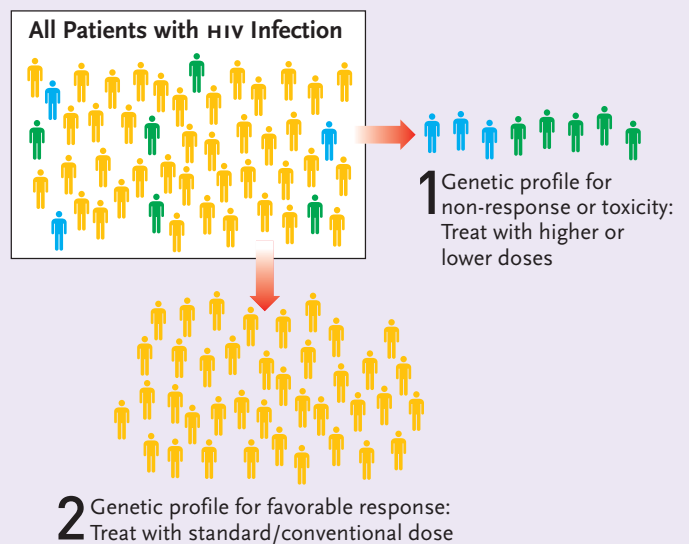 All Patients with HIV Infection
1 Genetic profile for
non-response or toxicity:
Treat with higher or
lower doses
2 Genetic profile for favorable response:
Treat with standard/conventional dose